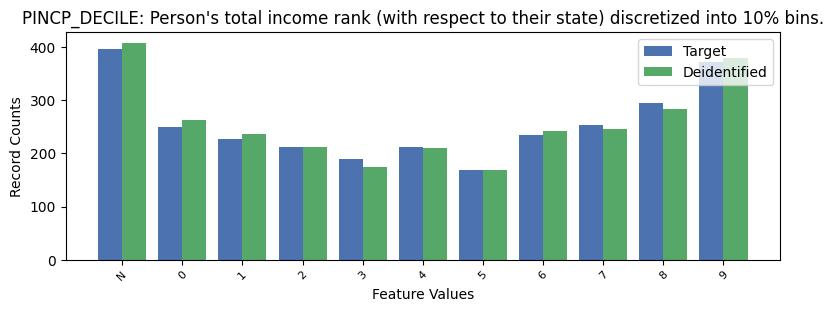 PINCP_DECILE: Person's total income rank (with respect to their state) discretized into 10% bins.
Target
Deidentified
400
300
200
100
0
Record Counts
N 0 1 2 3 4 5 6 7 8 9
Feature Values